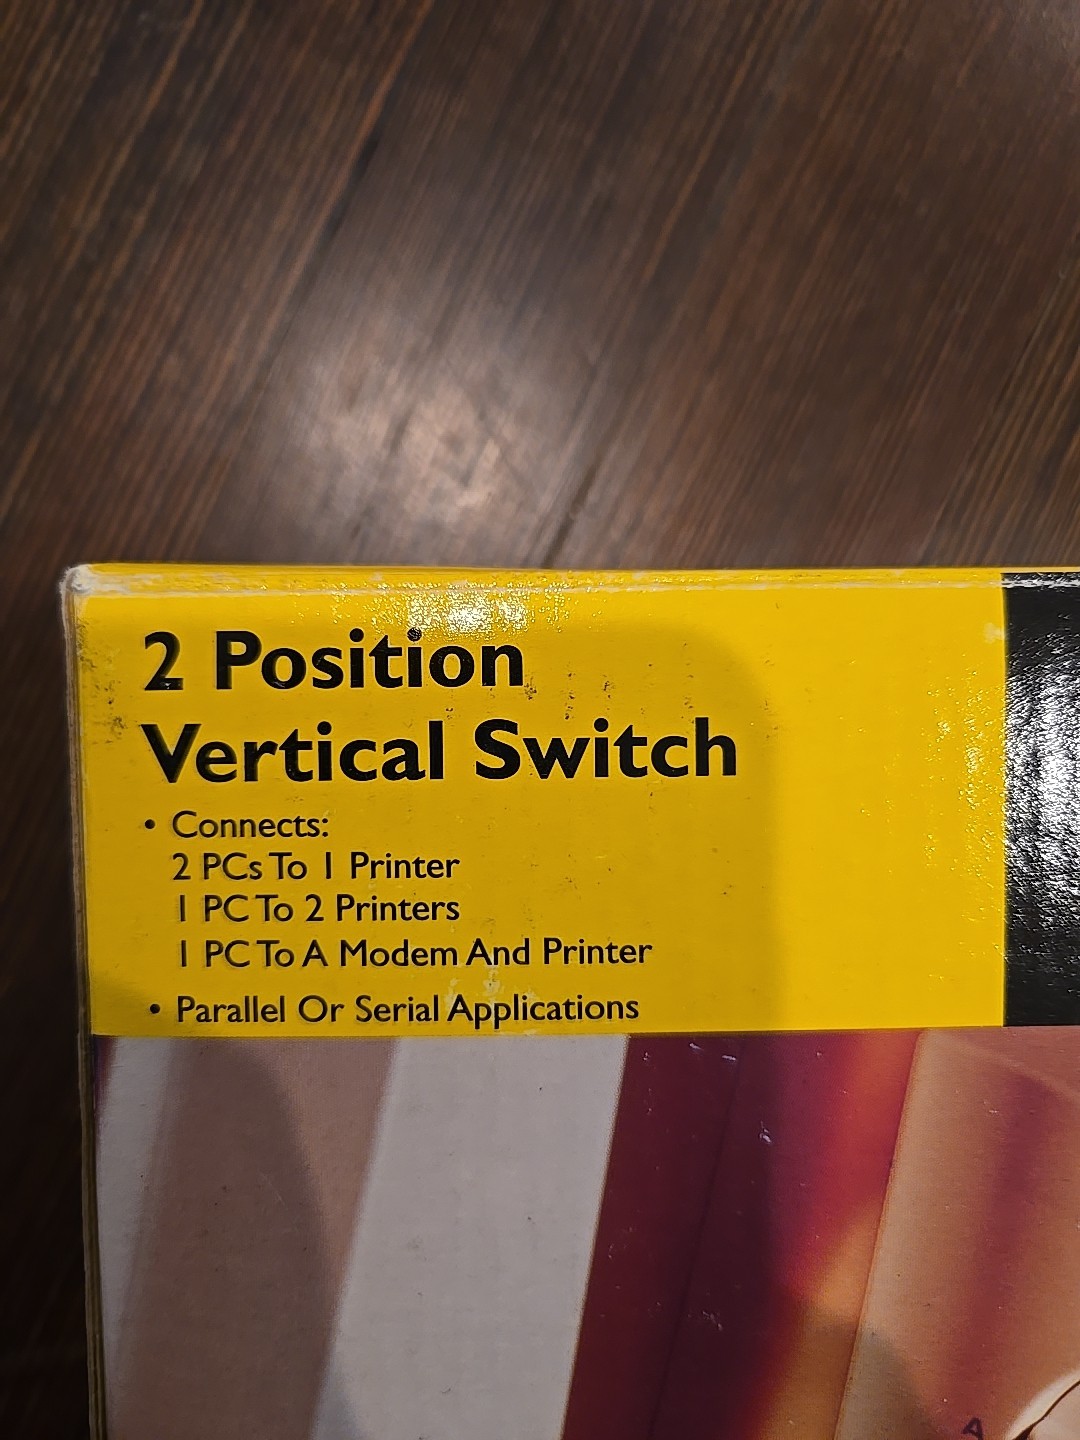 2 Position
Vertical Switch
• Connects:
2 PCs To 1 Printer
1 PC To 2 Printers
1 PC To A Modem And Printer
• Parallel Or Serial Applications
A